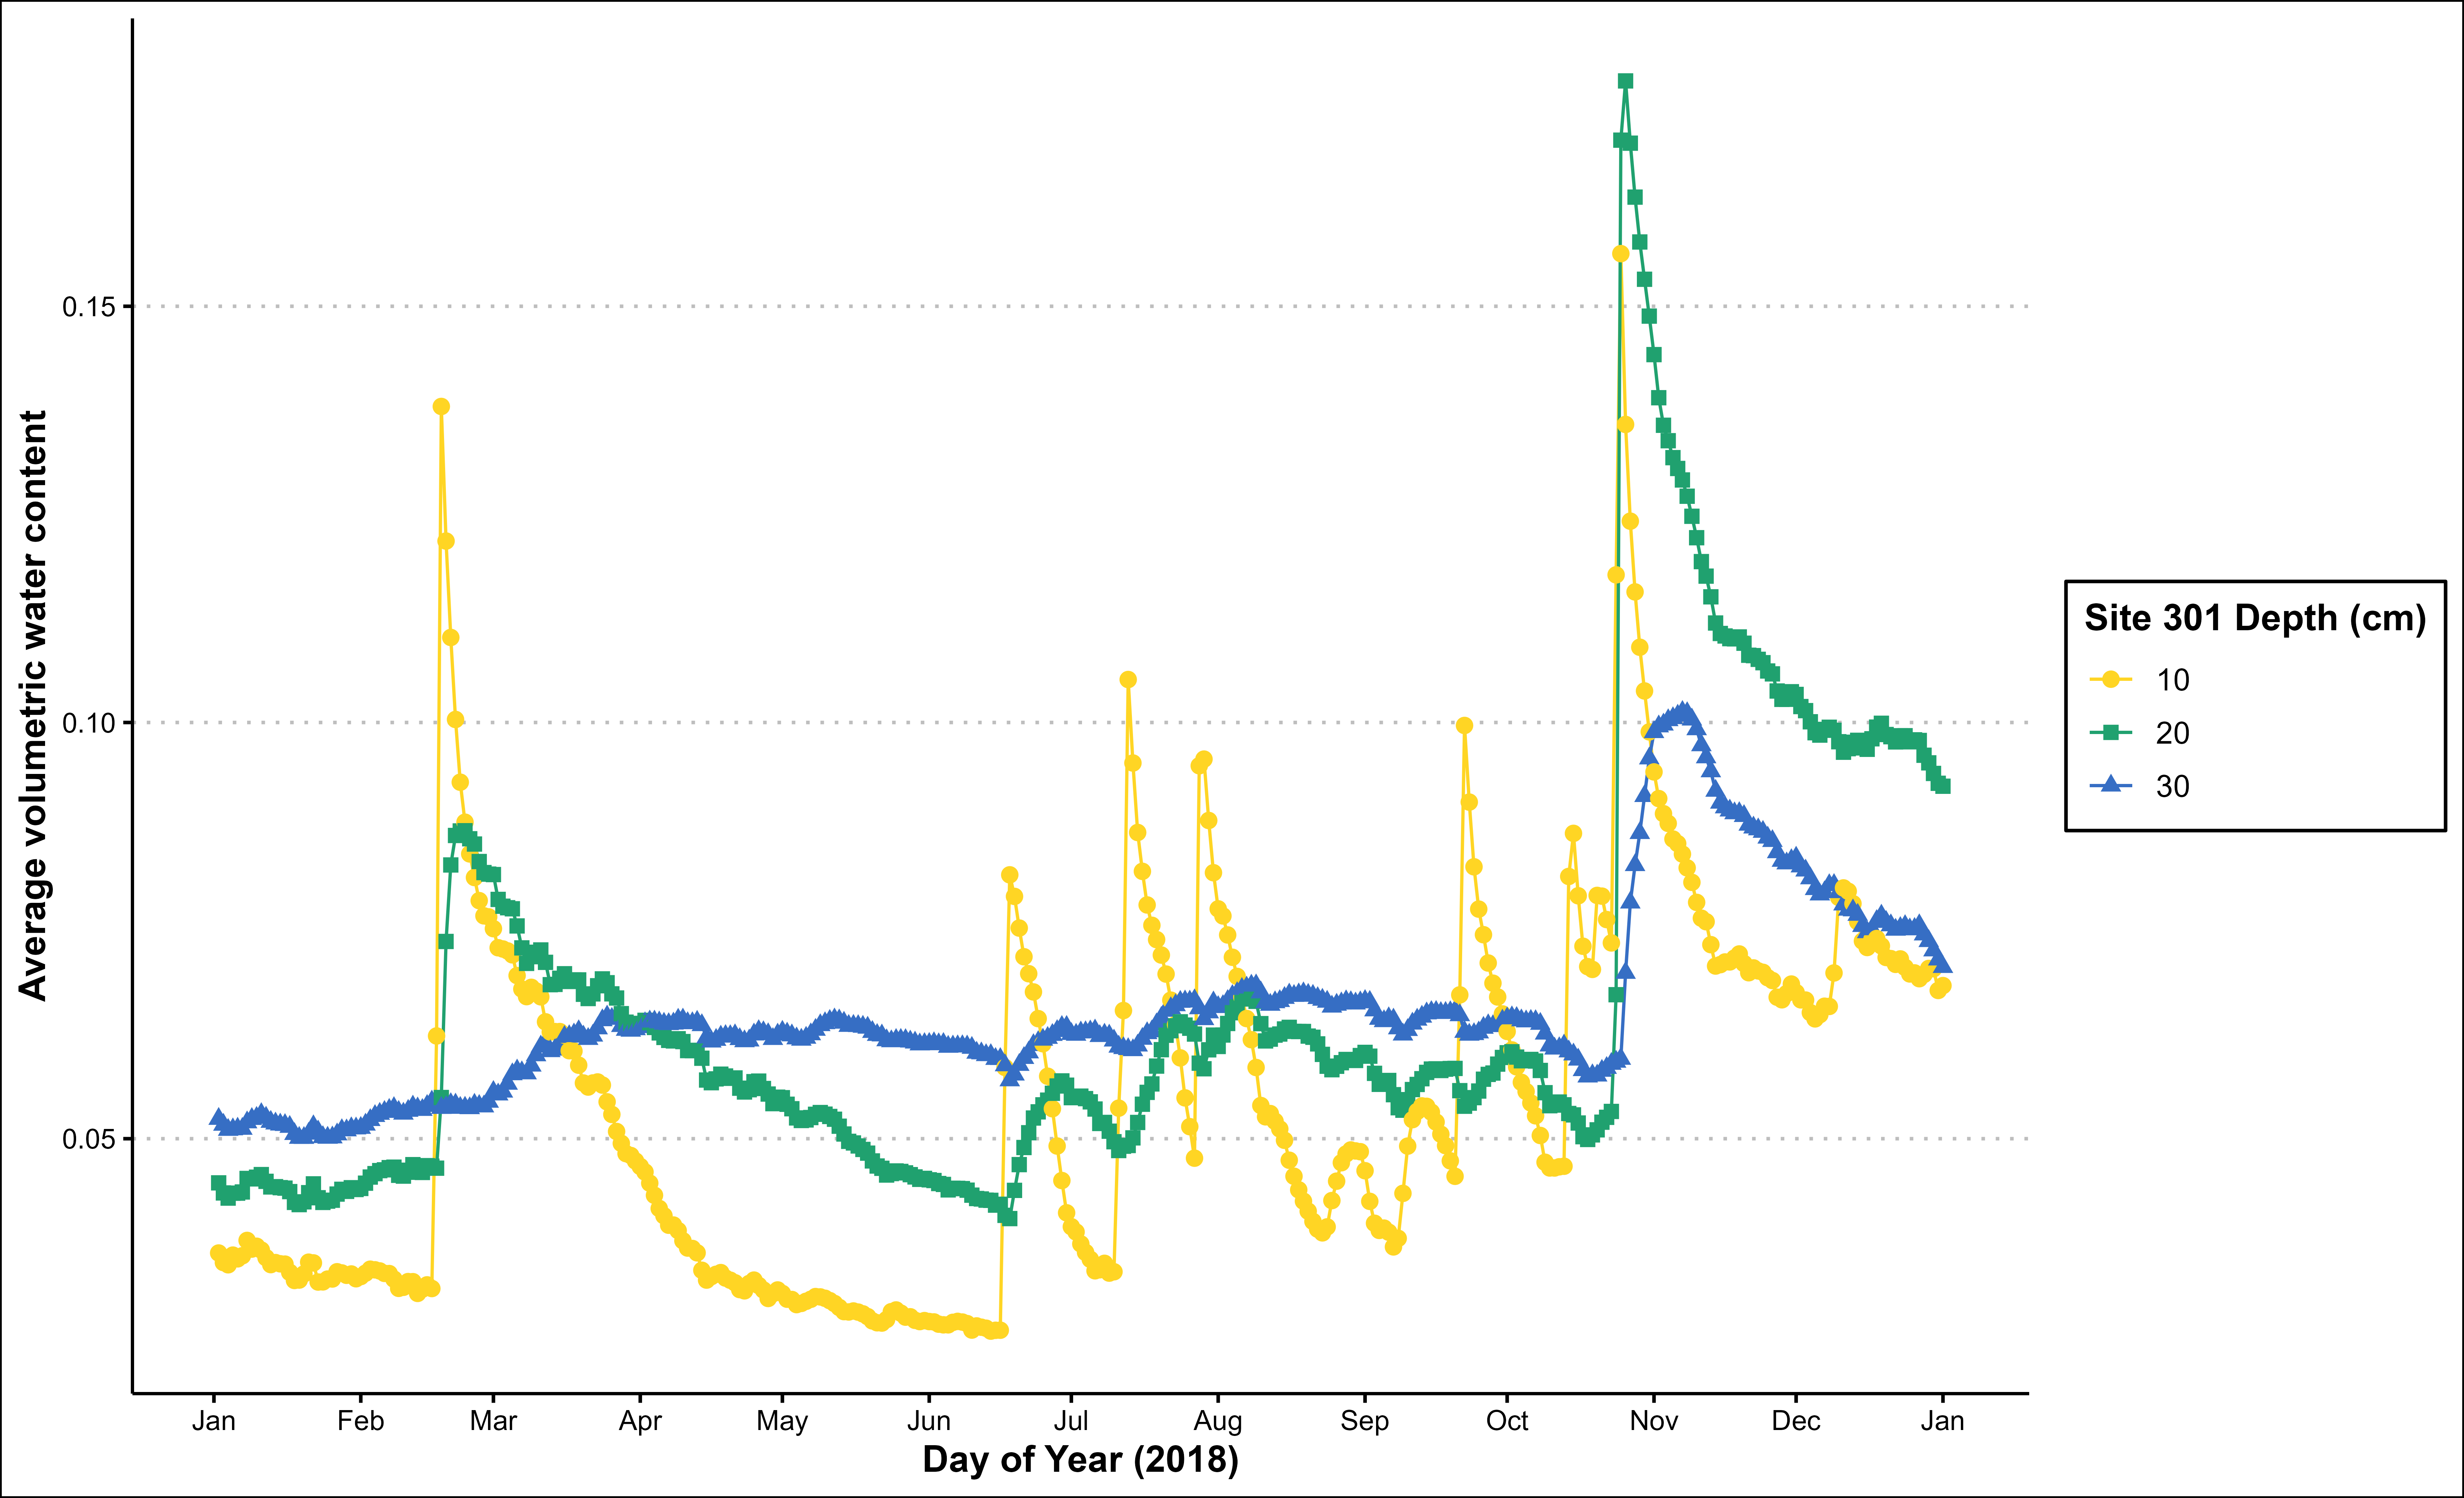 Average volumetric water content
0.15
0.10
0.05
Jan Feb Mar Apr May Jun Jul Aug Sep Oct Nov Dec Jan
Day of Year (2018)
Site 301 Depth (cm)
10
20
30